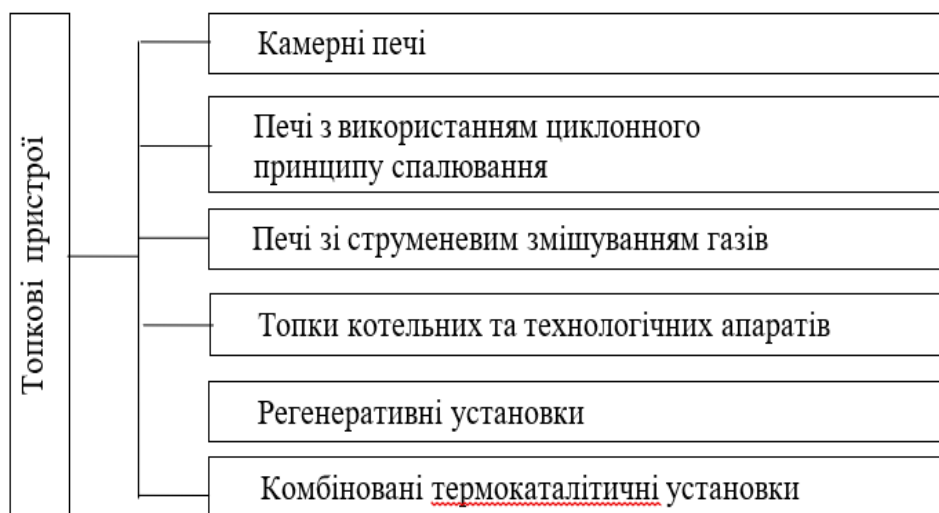 Топкові пристрої
Камерні печі
Печі з використанням циклонного
принципу спалювання
Печі зі струменевим змішуванням газів
Топки котельних та технологічних апаратів
Регенеративні установки
Комбіновані термокаталітичні установки